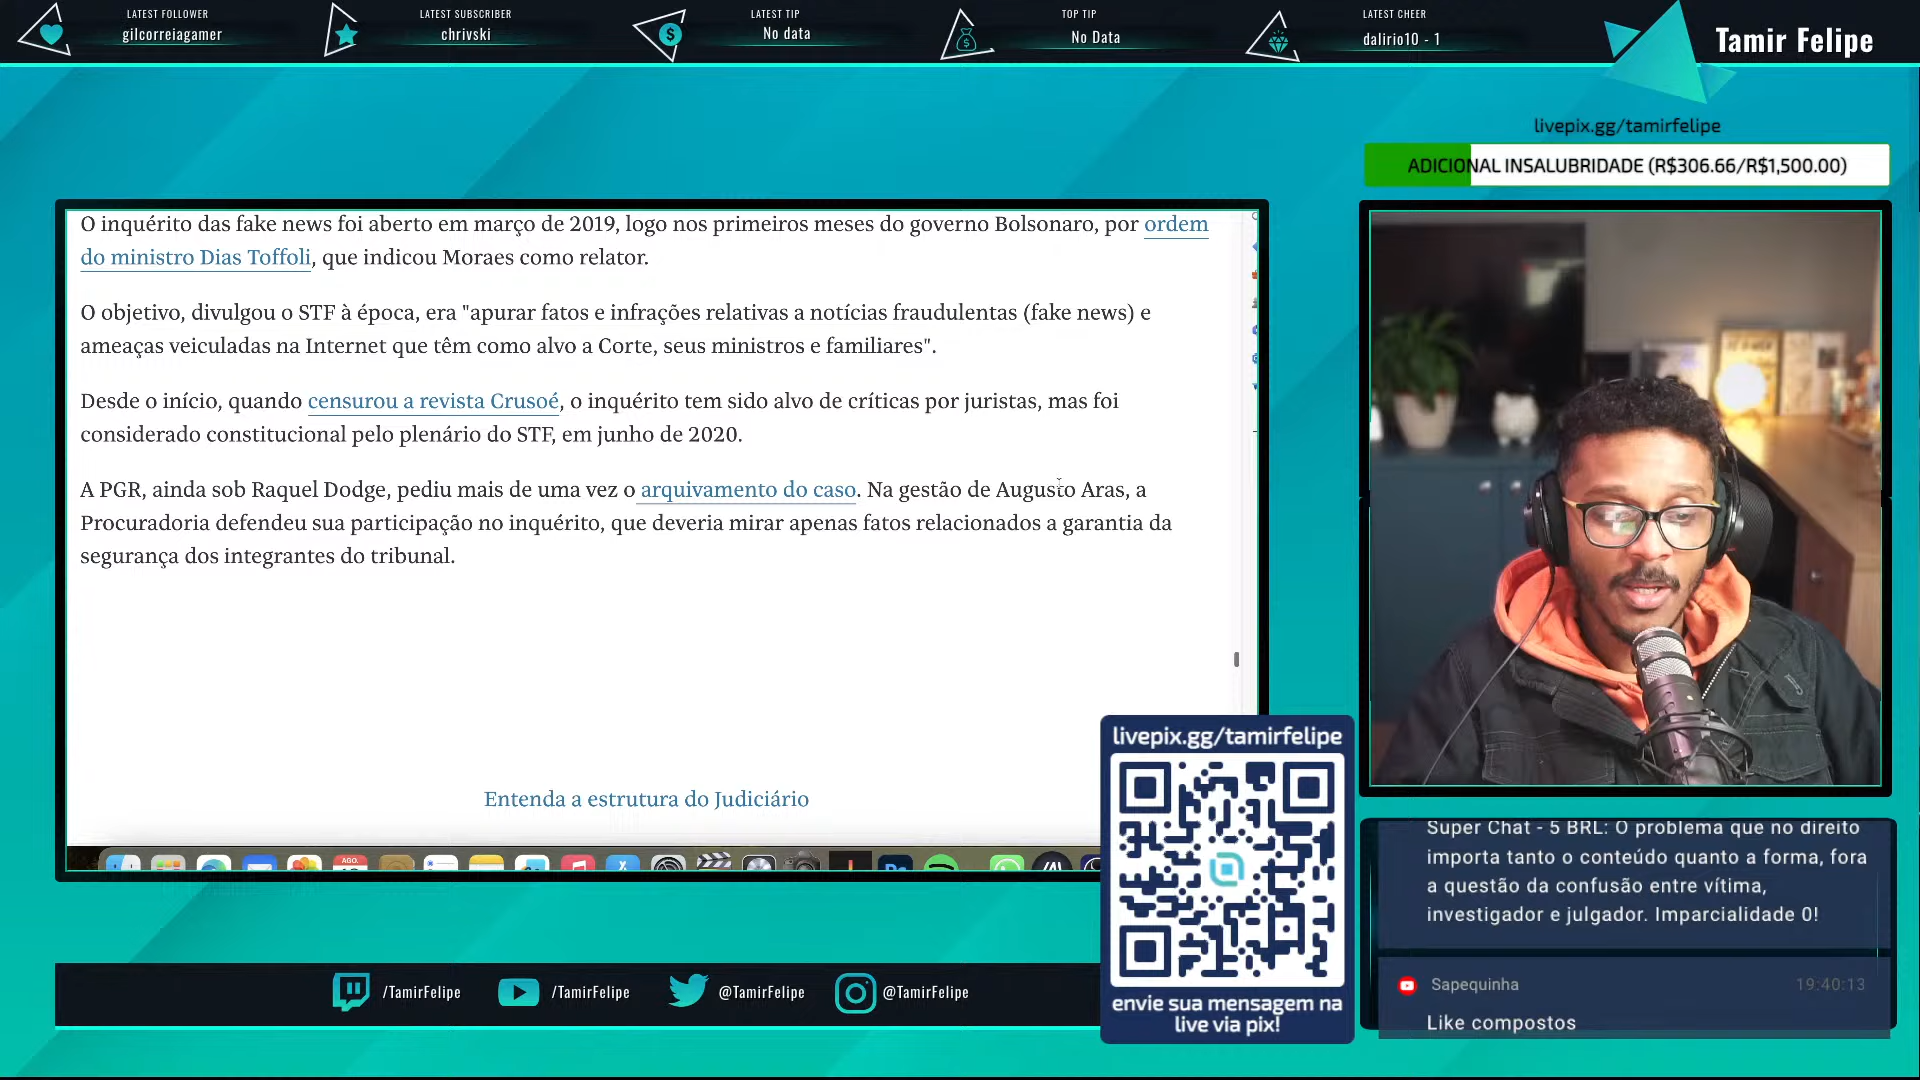 LATEST FOLLOWER
gilcorreiagamer
LATEST SUBSCRIBER
chrivski
LATEST TIP
No data
TOP TIP
No Data
LATEST CHEER
dalirio10 - 1
Tamir Felipe
livepix.gg/tamirfelipe
ADICIONAL INSALUBRIDADE (R$306.66/R$1,500.00)
O inquérito das fake news foi aberto em março de 2019, logo nos primeiros meses do governo Bolsonaro, por ordem
do ministro Dias Toffoli, que indicou Moraes como relator.
O objetivo, divulgou o STF à época, era "apurar fatos e infrações relativas a notícias fraudulentas (fake news) e
ameaças veiculadas na Internet que têm como alvo a Corte, seus ministros e familiares".
Desde o início, quando censurou a revista Crusoé, o inquérito tem sido alvo de críticas por juristas, mas foi
considerado constitucional pelo plenário do STF, em junho de 2020.
A PGR, ainda sob Raquel Dodge, pediu mais de uma vez o arquivamento do caso. Na gestão de Augusto Aras, a
Procuradoria defendeu sua participação no inquérito, que deveria mirar apenas fatos relacionados a garantia da
segurança dos integrantes do tribunal.
Entenda a estrutura do Judiciário
AGO.
livepix.gg/tamirfelipe
envie sua mensagem na
live via pix!
Super Chat - 5 BRL: O problema que no direito
importa tanto o conteúdo quanto a forma, fora
a questão da confusão entre vítima,
investigador e julgador. Imparcialidade 0!
Sapequinha 19:40:13
Like compostos
/TamirFelipe
/TamirFelipe
@TamirFelipe
@TamirFelipe